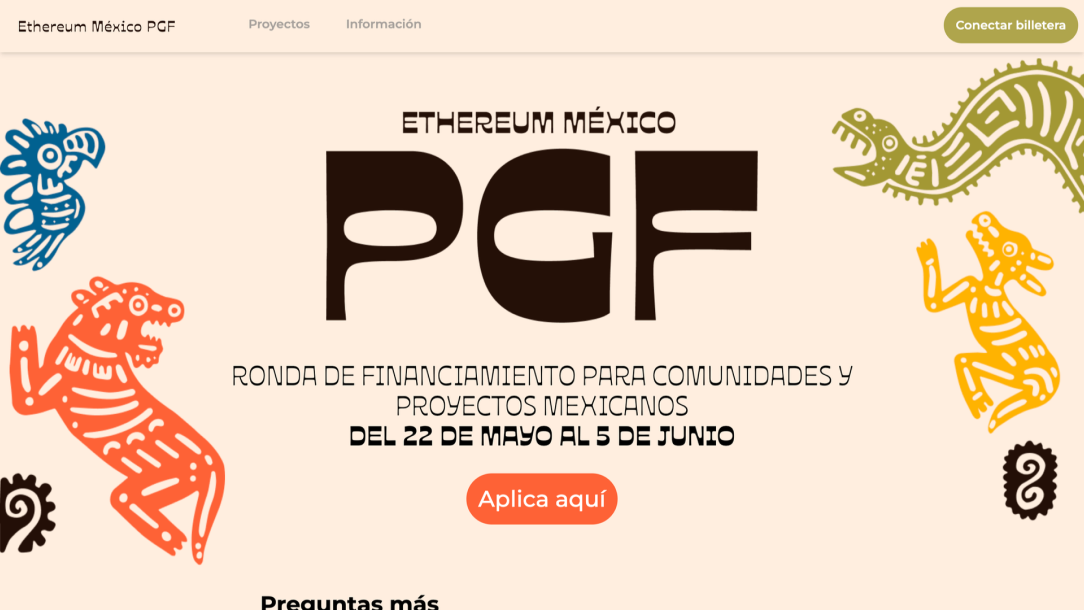 Ethereum México PGF
Proyectos
Información
Conectar billetera
ETHEREUM MÉXICO
PGF
RONDA DE FINANCIAMIENTO PARA COMUNIDADES Y
PROYECTOS MEXICANOS
DEL 22 DE MAYO AL 5 DE JUNIO
Aplica aquí
Preguntas más